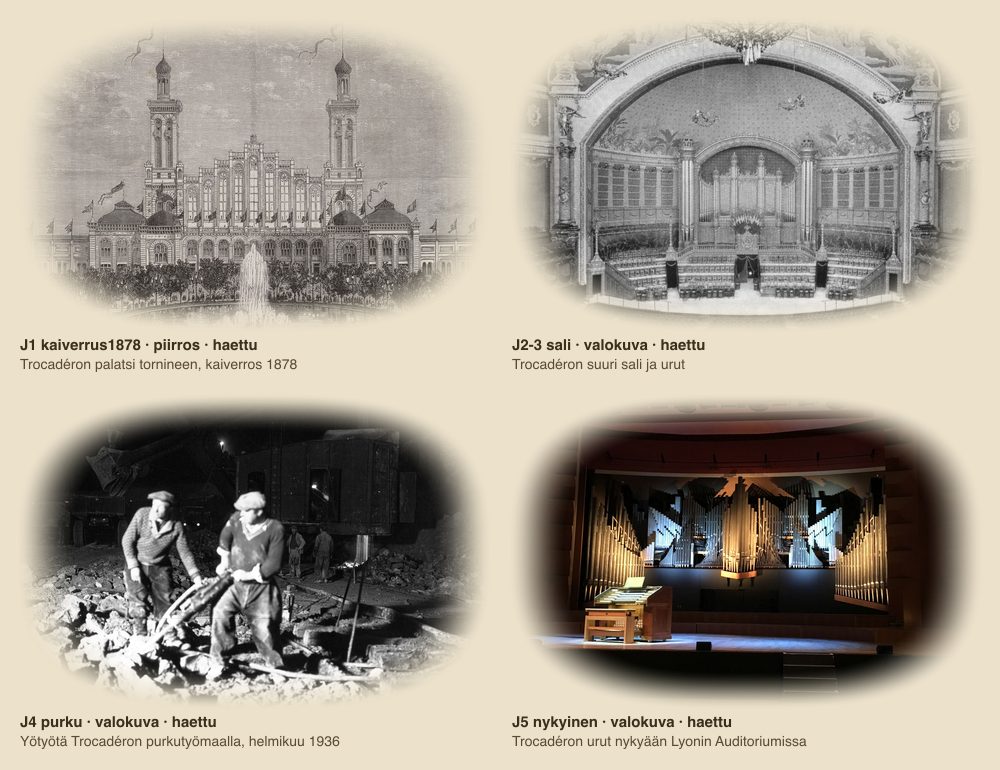 J1 kaiverrus1878 · piirros · haettu
Trocadéron palatsi tornineen, kaiverros 1878
J2-3 sali · valokuva · haettu
Trocadéron suuri sali ja urut
J4 purku · valokuva · haettu
Yötyötä Trocadéron purkutyömaalla, helmikuu 1936
J5 nykyinen · valokuva · haettu
Trocadéron urut nykyään Lyonin Auditoriumissa